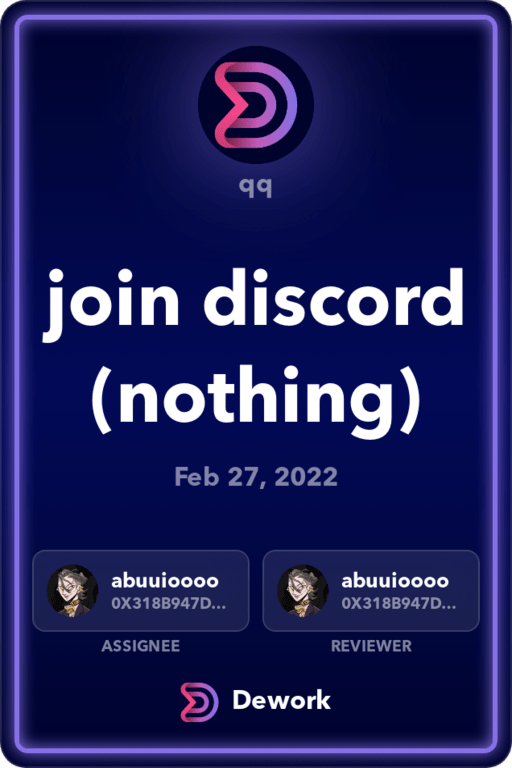 qq
join discord
(nothing)
Feb 27, 2022
abuuioooo
0X318B947D...
abuuioooo
0X318B947D...
ASSIGNEE
REVIEWER
Dework